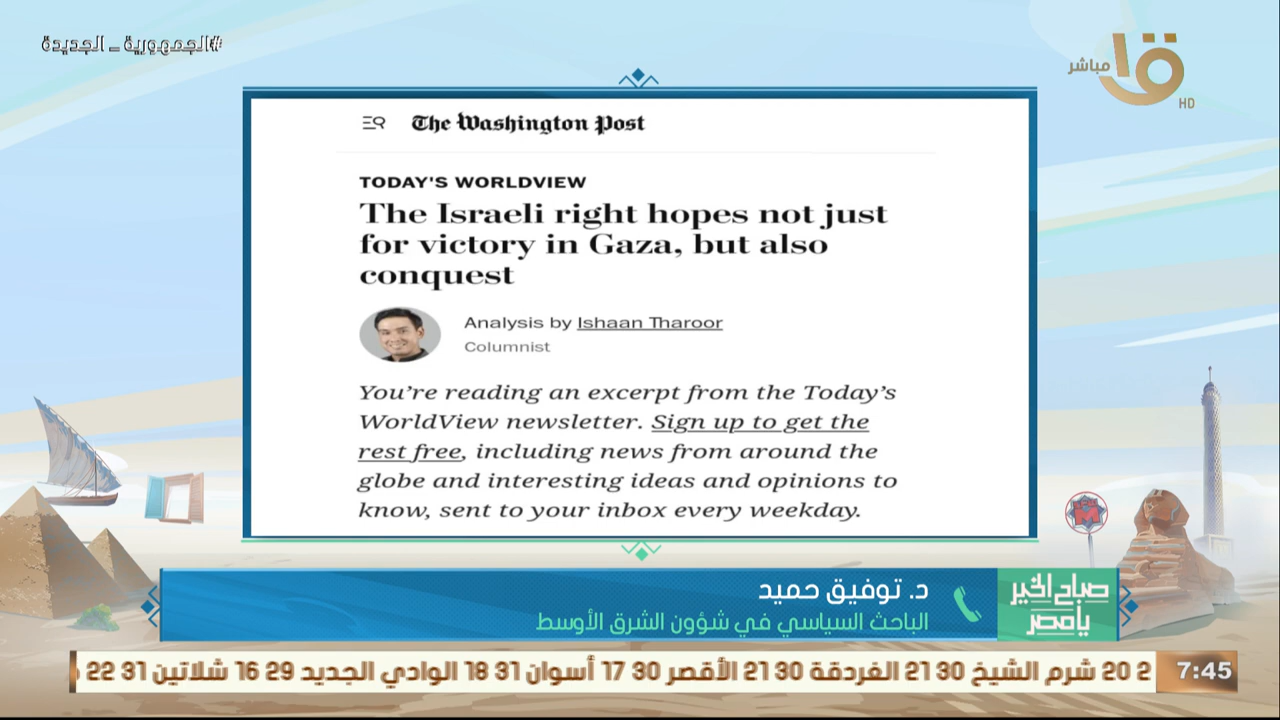 #الجمهورية_الجديدة
مباشر
HD
The Washington Post
TODAY'S WORLDVIEW
The Israeli right hopes not just
for victory in Gaza, but also
conquest
Analysis by Ishaan Tharoor
Columnist
You're reading an excerpt from the Today's
WorldView newsletter. Sign up to get the
rest free, including news from around the
globe and interesting ideas and opinions to
know, sent to your inbox every weekday.
د. توفيق حميد
الباحث السياسي في شؤون الشرق الأوسط
صباح الخير
يا مصر
2 20 شرم الشيخ 30 21 الغردقة 30 21 الأقصر 30 17 أسوان 31 18 الوادي الجديد 29 16 شلاتين 31 22
7:45